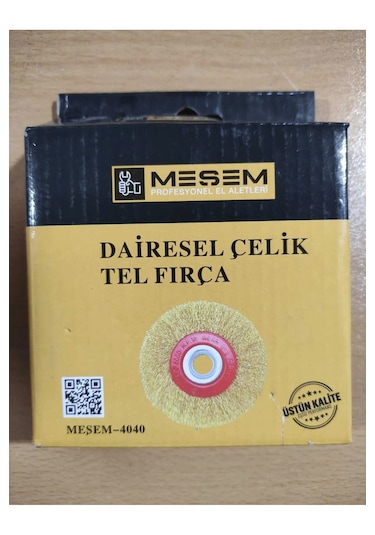 MEŞEM
PROFESYONEL EL ALETLERİ
DAİRESEL ÇELİK
TEL FIRÇA
ÜSTÜN KALİTE
MEŞEM-4040